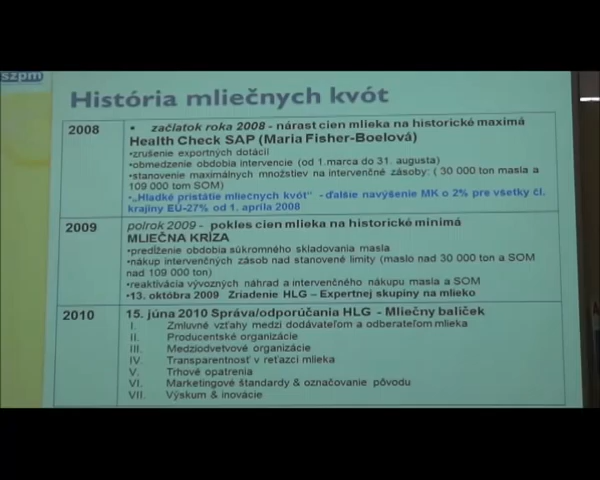 szpm
História mliečnych kvót
2008
• začiatok roka 2008 - nárast cien mlieka na historické maximá
Health Check SAP (Maria Fisher-Boelová)
•zrušenie exportných dotácií
•obmedzenie obdobia intervencie (od 1.marca do 31. augusta)
•stanovenie maximálnych množstiev na intervenčné zásoby: ( 30 000 ton masla a
109 000 tom SOM)
•„Hladké pristátie mliečnych kvót“ - ďalšie navýšenie MK o 2% pre všetky čl.
krajiny EU-27% od 1. apríla 2008
2009
polrok 2009 - pokles cien mlieka na historické minimá
MLIEČNA KRÍZA
•predĺženie obdobia súkromného skladovania masla
•nákup intervenčných zásob nad stanovené limity (maslo nad 30 000 ton a SOM
nad 109 000 ton)
•reaktivácia vývozných náhrad a intervenčného nákupu masla a SOM
•13. októbra 2009 Zriadenie HLG – Expertnej skupiny na mlieko
2010
15. júna 2010 Správa/odporúčania HLG - Mliečny balíček
I. Zmluvné vzťahy medzi dodávateľom a odberateľom mlieka
II. Producentské organizácie
III. Medziodvetvové organizácie
IV. Transparentnosť v reťazci mlieka
V. Trhové opatrenia
VI. Marketingové štandardy & označovanie pôvodu
VII. Výskum & inovácie